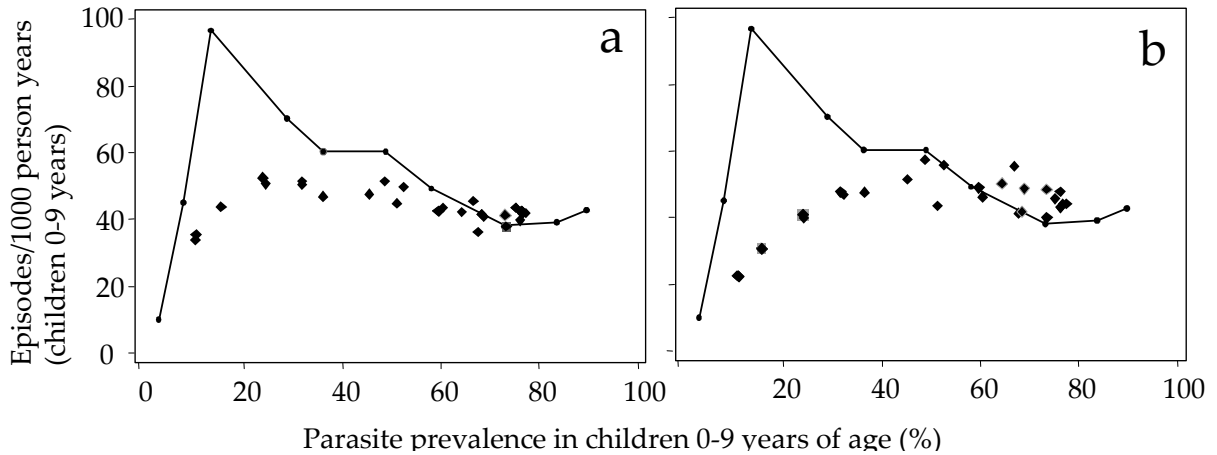 Episodes/1000 person years
(children 0-9 years)
100
80
60
40
20
0
a
b
0 20 40 60 80 100
0 20 40 60 80 100
Parasite prevalence in children 0-9 years of age (%)